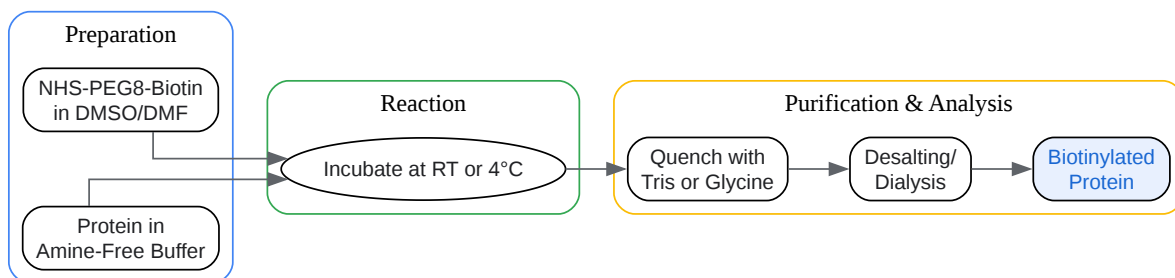 Preparation
NHS-PEG8-Biotin
in DMSO/DMF
Protein in
Amine-Free Buffer
Reaction
Incubate at RT or 4°C
Purification & Analysis
Quench with
Tris or Glycine
Desalting/
Dialysis
Biotinylated
Protein